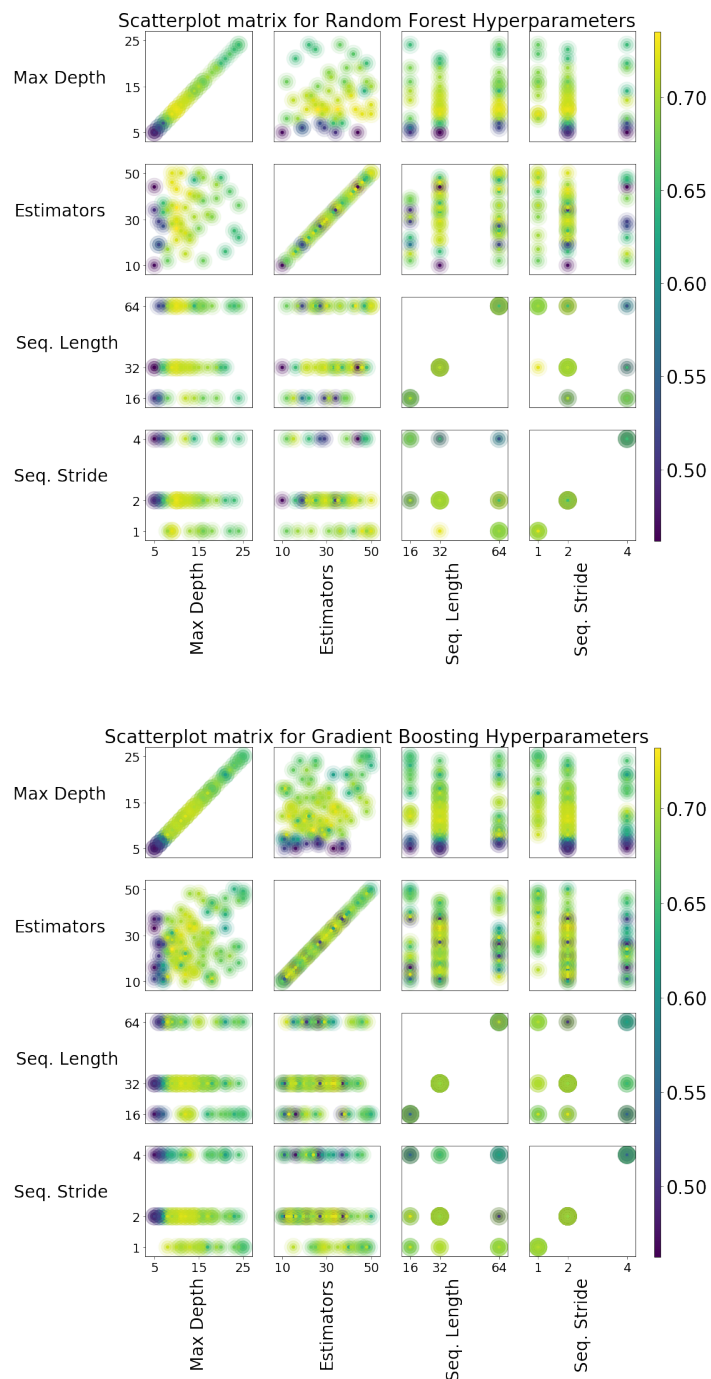 Scatterplot matrix for Random Forest Hyperparameters
25
15
5
Max Depth
0.70
50
30
10
Estimators
0.65
0.60
64
32
16
Seq. Length
0.55
4
2
1
Seq. Stride
0.50
5 15 25 10 30 50 16 32 64 1 2 4
Max Depth Estimators Seq. Length Seq. Stride
Scatterplot matrix for Gradient Boosting Hyperparameters
25
15
5
Max Depth
0.70
50
30
10
Estimators
0.65
0.60
64
32
16
Seq. Length
0.55
4
2
1
Seq. Stride
0.50
5 15 25 10 30 50 16 32 64 1 2 4
Max Depth Estimators Seq. Length Seq. Stride